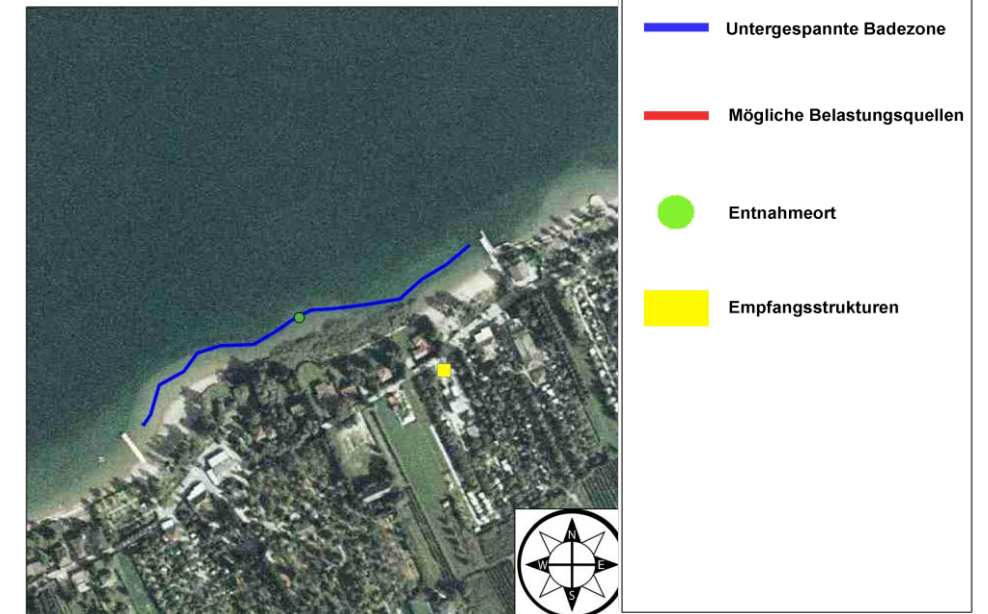 Untergespannte Badezone
Mögliche Belastungsquellen
Entnahmeort
Empfangsstrukturen
N
W E
S